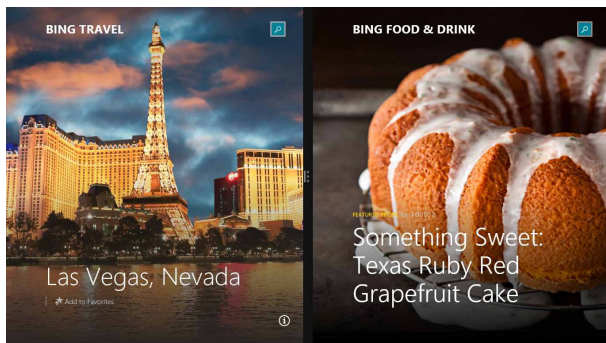 BING TRAVEL
Las Vegas, Nevada
Add to Favorites
BING FOOD & DRINK
Something Sweet:
Texas Ruby Red
Grapefruit Cake